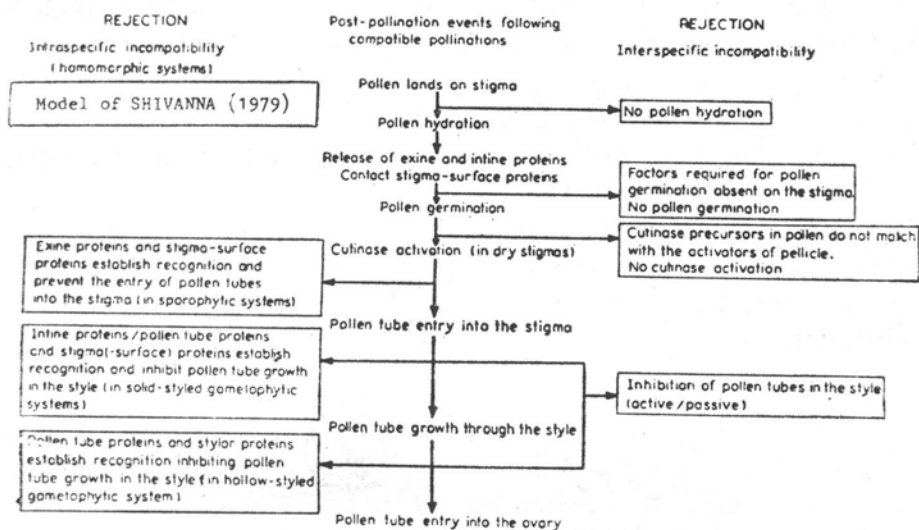 REJECTION
Intraspecific incompatibility
(homomorphic systems)
Model of SHIVANNA (1979)
Post-pollination events following
compatible pollinations
REJECTION
Interspecific incompatibility
Pollen lands on stigma
No pollen hydration
Pollen hydration
Release of exine and intine proteins
Contact stigma-surface proteins
Factors required for pollen
germination absent on the stigma.
No pollen germination
Pollen germination
Cutinase precursors in pollen do not match
with the activators of pellicle.
No cutinase activation
Cutinase activation (in dry stigmas)
Exine proteins and stigma-surface
proteins establish recognition and
prevent the entry of pollen tubes
into the stigma (in sporophytic systems)
Pollen tube entry into the stigma
Intine proteins/pollen tube proteins
and stigma(-surface) proteins establish
recognition and inhibit pollen tube growth
in the style (in solid-styled gametophytic
systems)
Inhibition of pollen tubes in the style
(active/passive)
Pollen tube growth through the style
Pollen tube proteins and stylar proteins
establish recognition inhibiting pollen
tube growth in the style (in hollow-styled
gametophytic system)
Pollen tube entry into the ovary